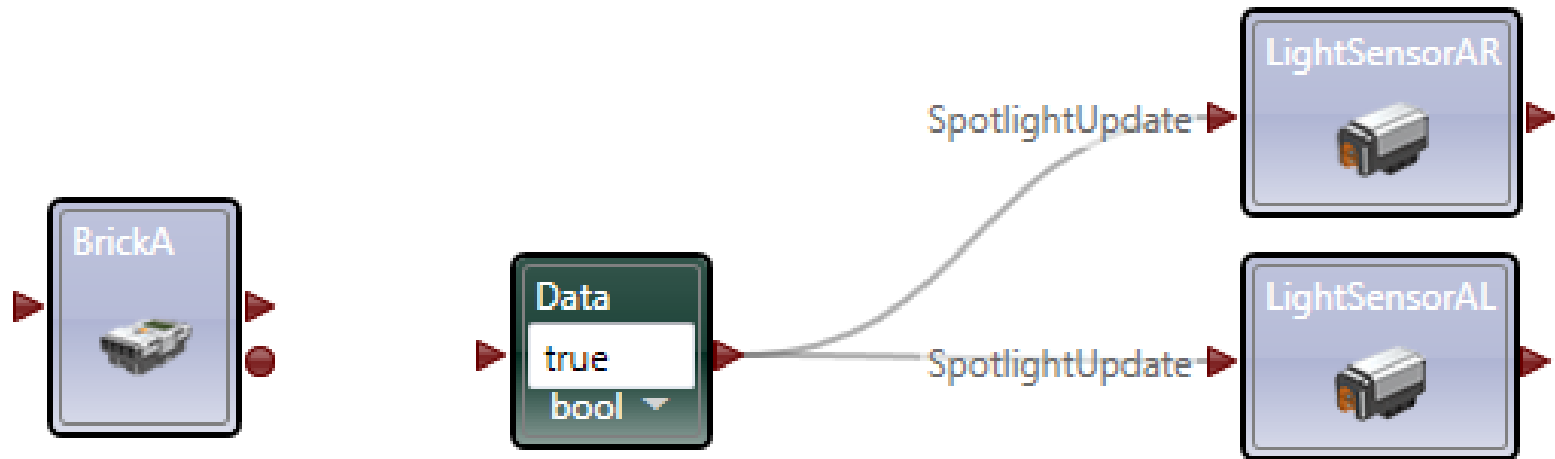 LightSensorAR
SpotlightUpdate
BrickA
Data
true
bool
LightSensorAL
SpotlightUpdate